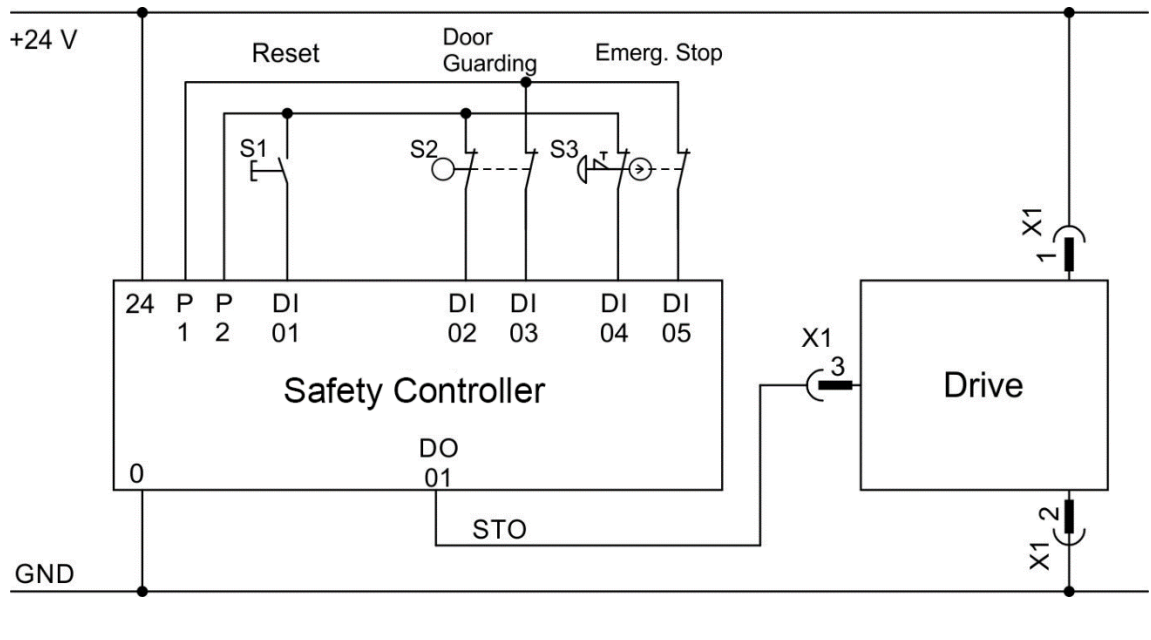 +24 V
Reset
Door
Guarding
Emerg. Stop
S1
S2
S3
X1
1
24 P P DI DI DI DI DI
1 2 01 02 03 04 05
X1
3
Safety Controller
Drive
DO
0 01
2
X1
STO
GND